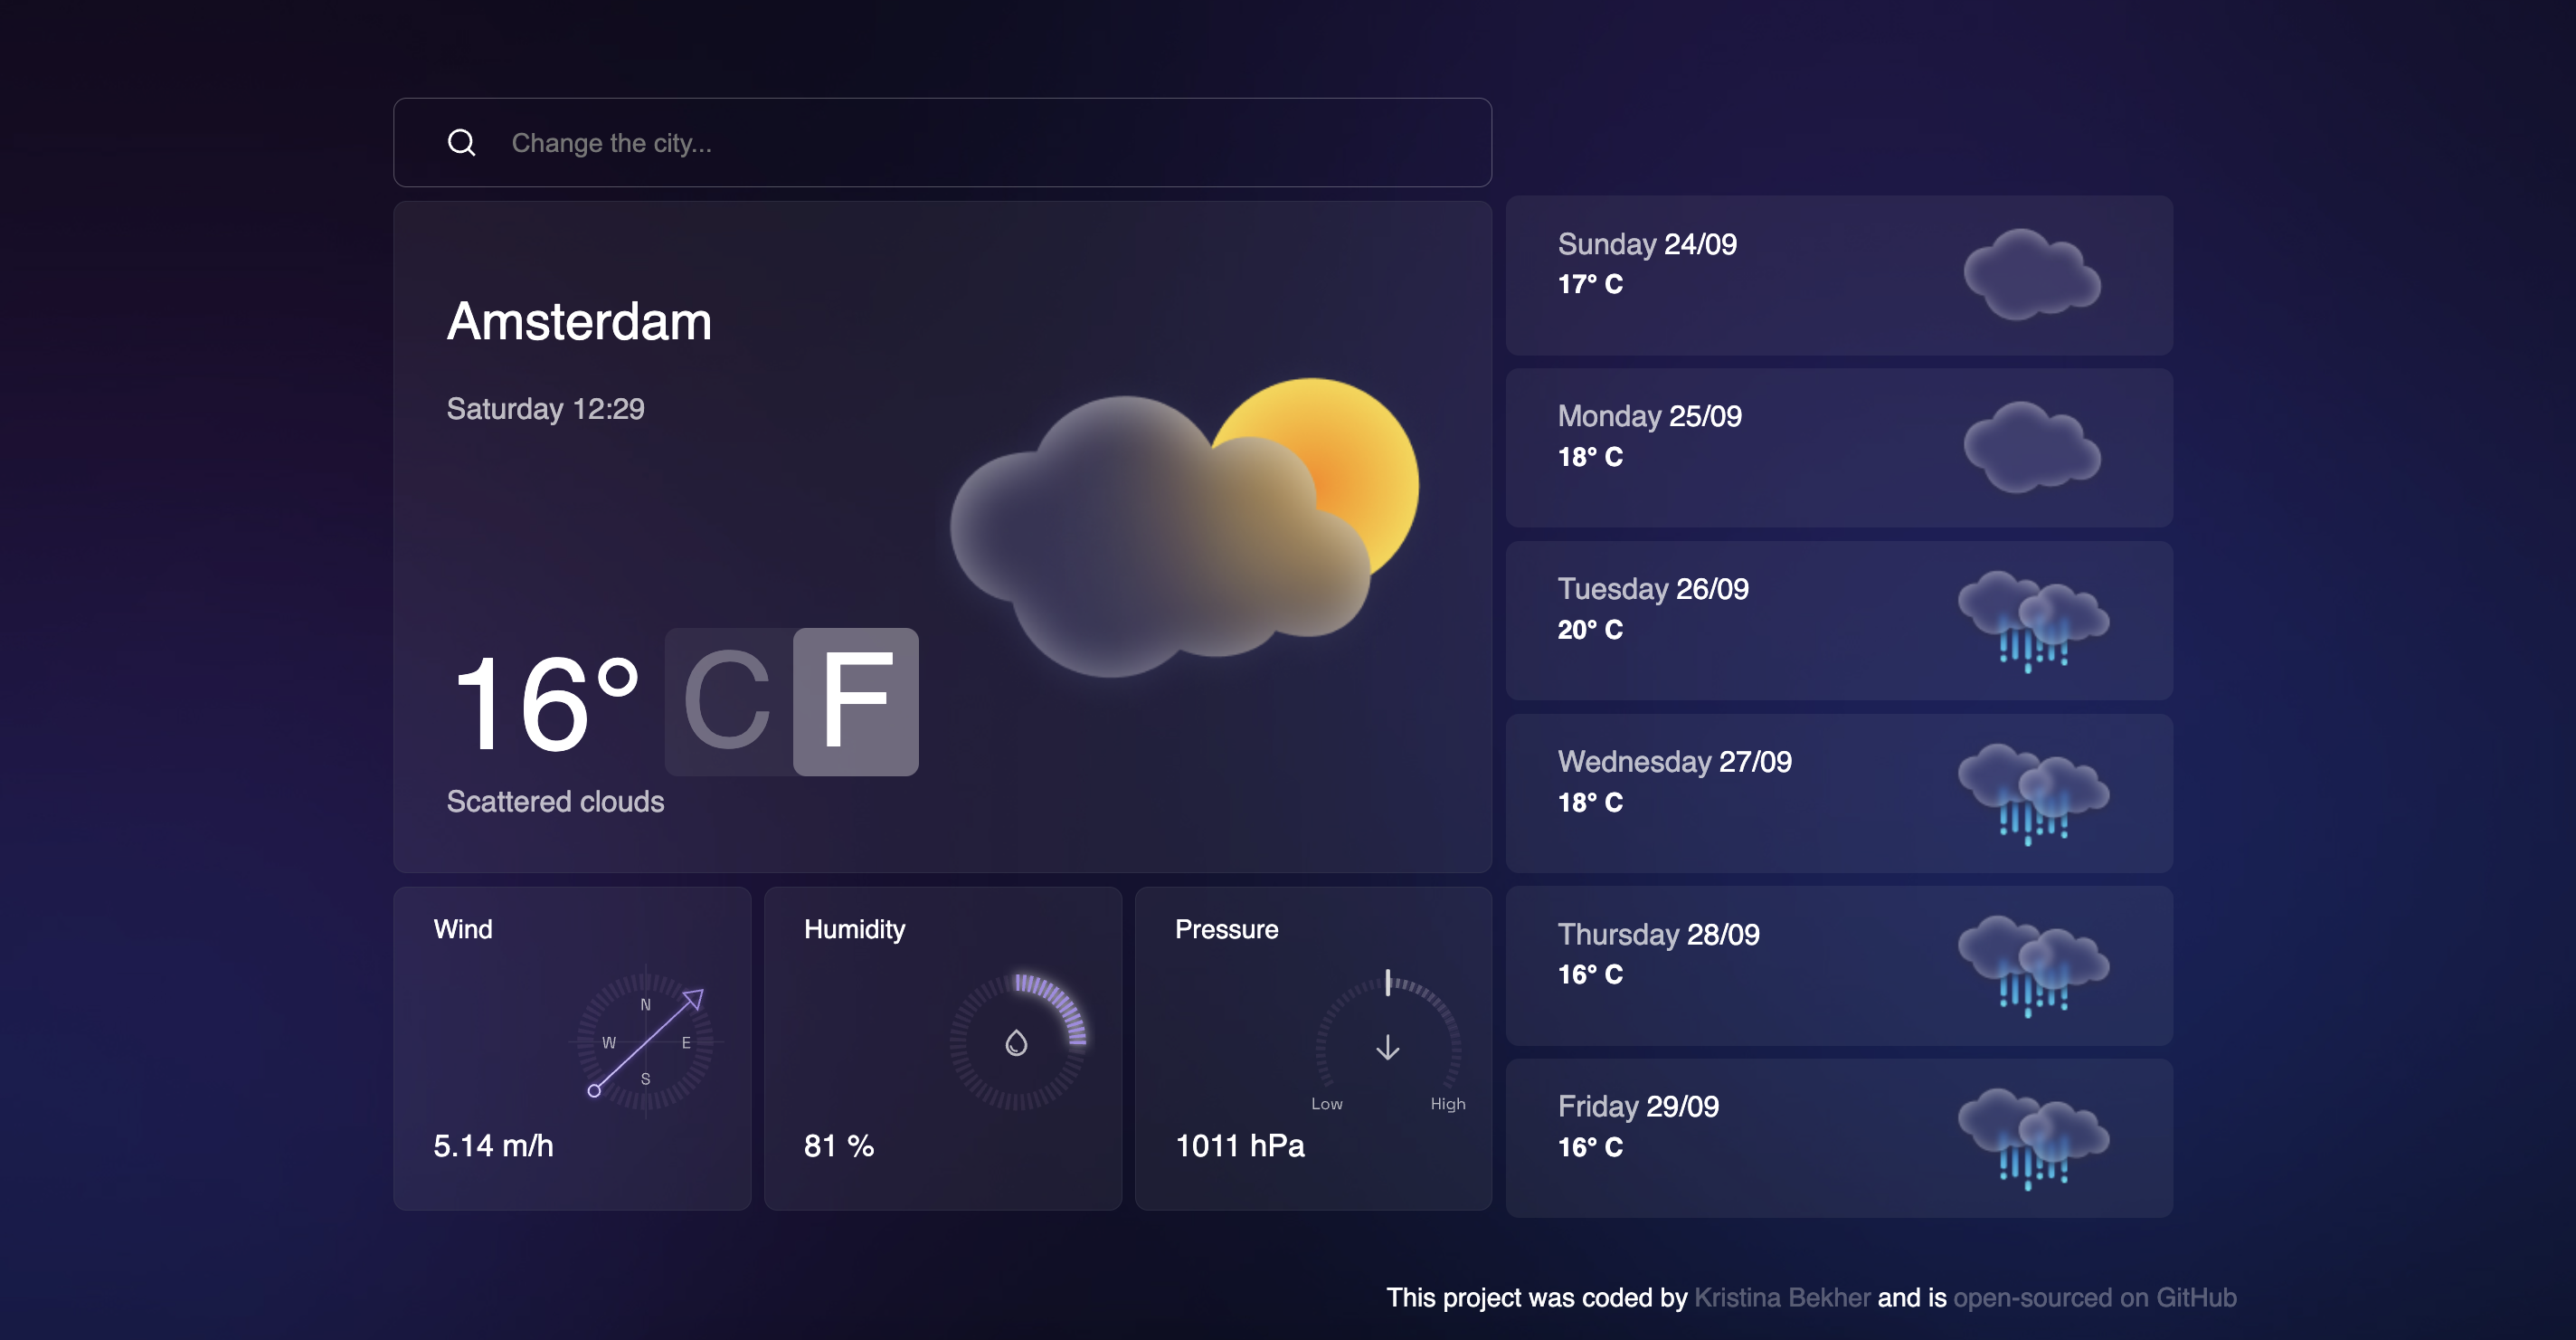 Change the city...
Amsterdam
Saturday 12:29
16° C F
Scattered clouds
Wind
N
W E
S
5.14 m/h
Humidity
81 %
Pressure
Low High
1011 hPa
Sunday 24/09
17° C
Monday 25/09
18° C
Tuesday 26/09
20° C
Wednesday 27/09
18° C
Thursday 28/09
16° C
Friday 29/09
16° C
This project was coded by Kristina Bekher and is open-sourced on GitHub